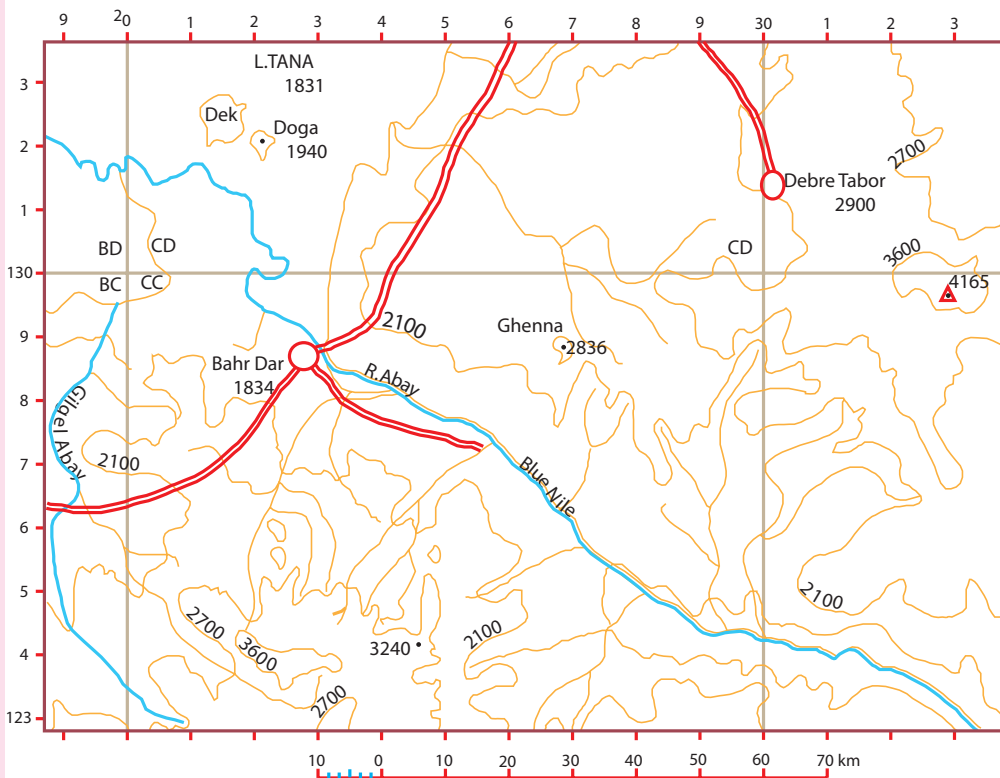 9 20 1 2 3 4 5 6 7 8 9 30 1 2 3
L.TANA
1831
3
Dek
Doga
1940
2
2700
Debre Tabor
2900
1
BD CD
CD
3600
130
BC CC
4165
2100
Ghenna
2836
9
Bahr Dar
1834
R.Abay
8
Gilgel Abay
2100
7
Blue Nile
6
5
2100
2700
3600
2100
3240
4
2700
123
10 0 10 20 30 40 50 60 70 km